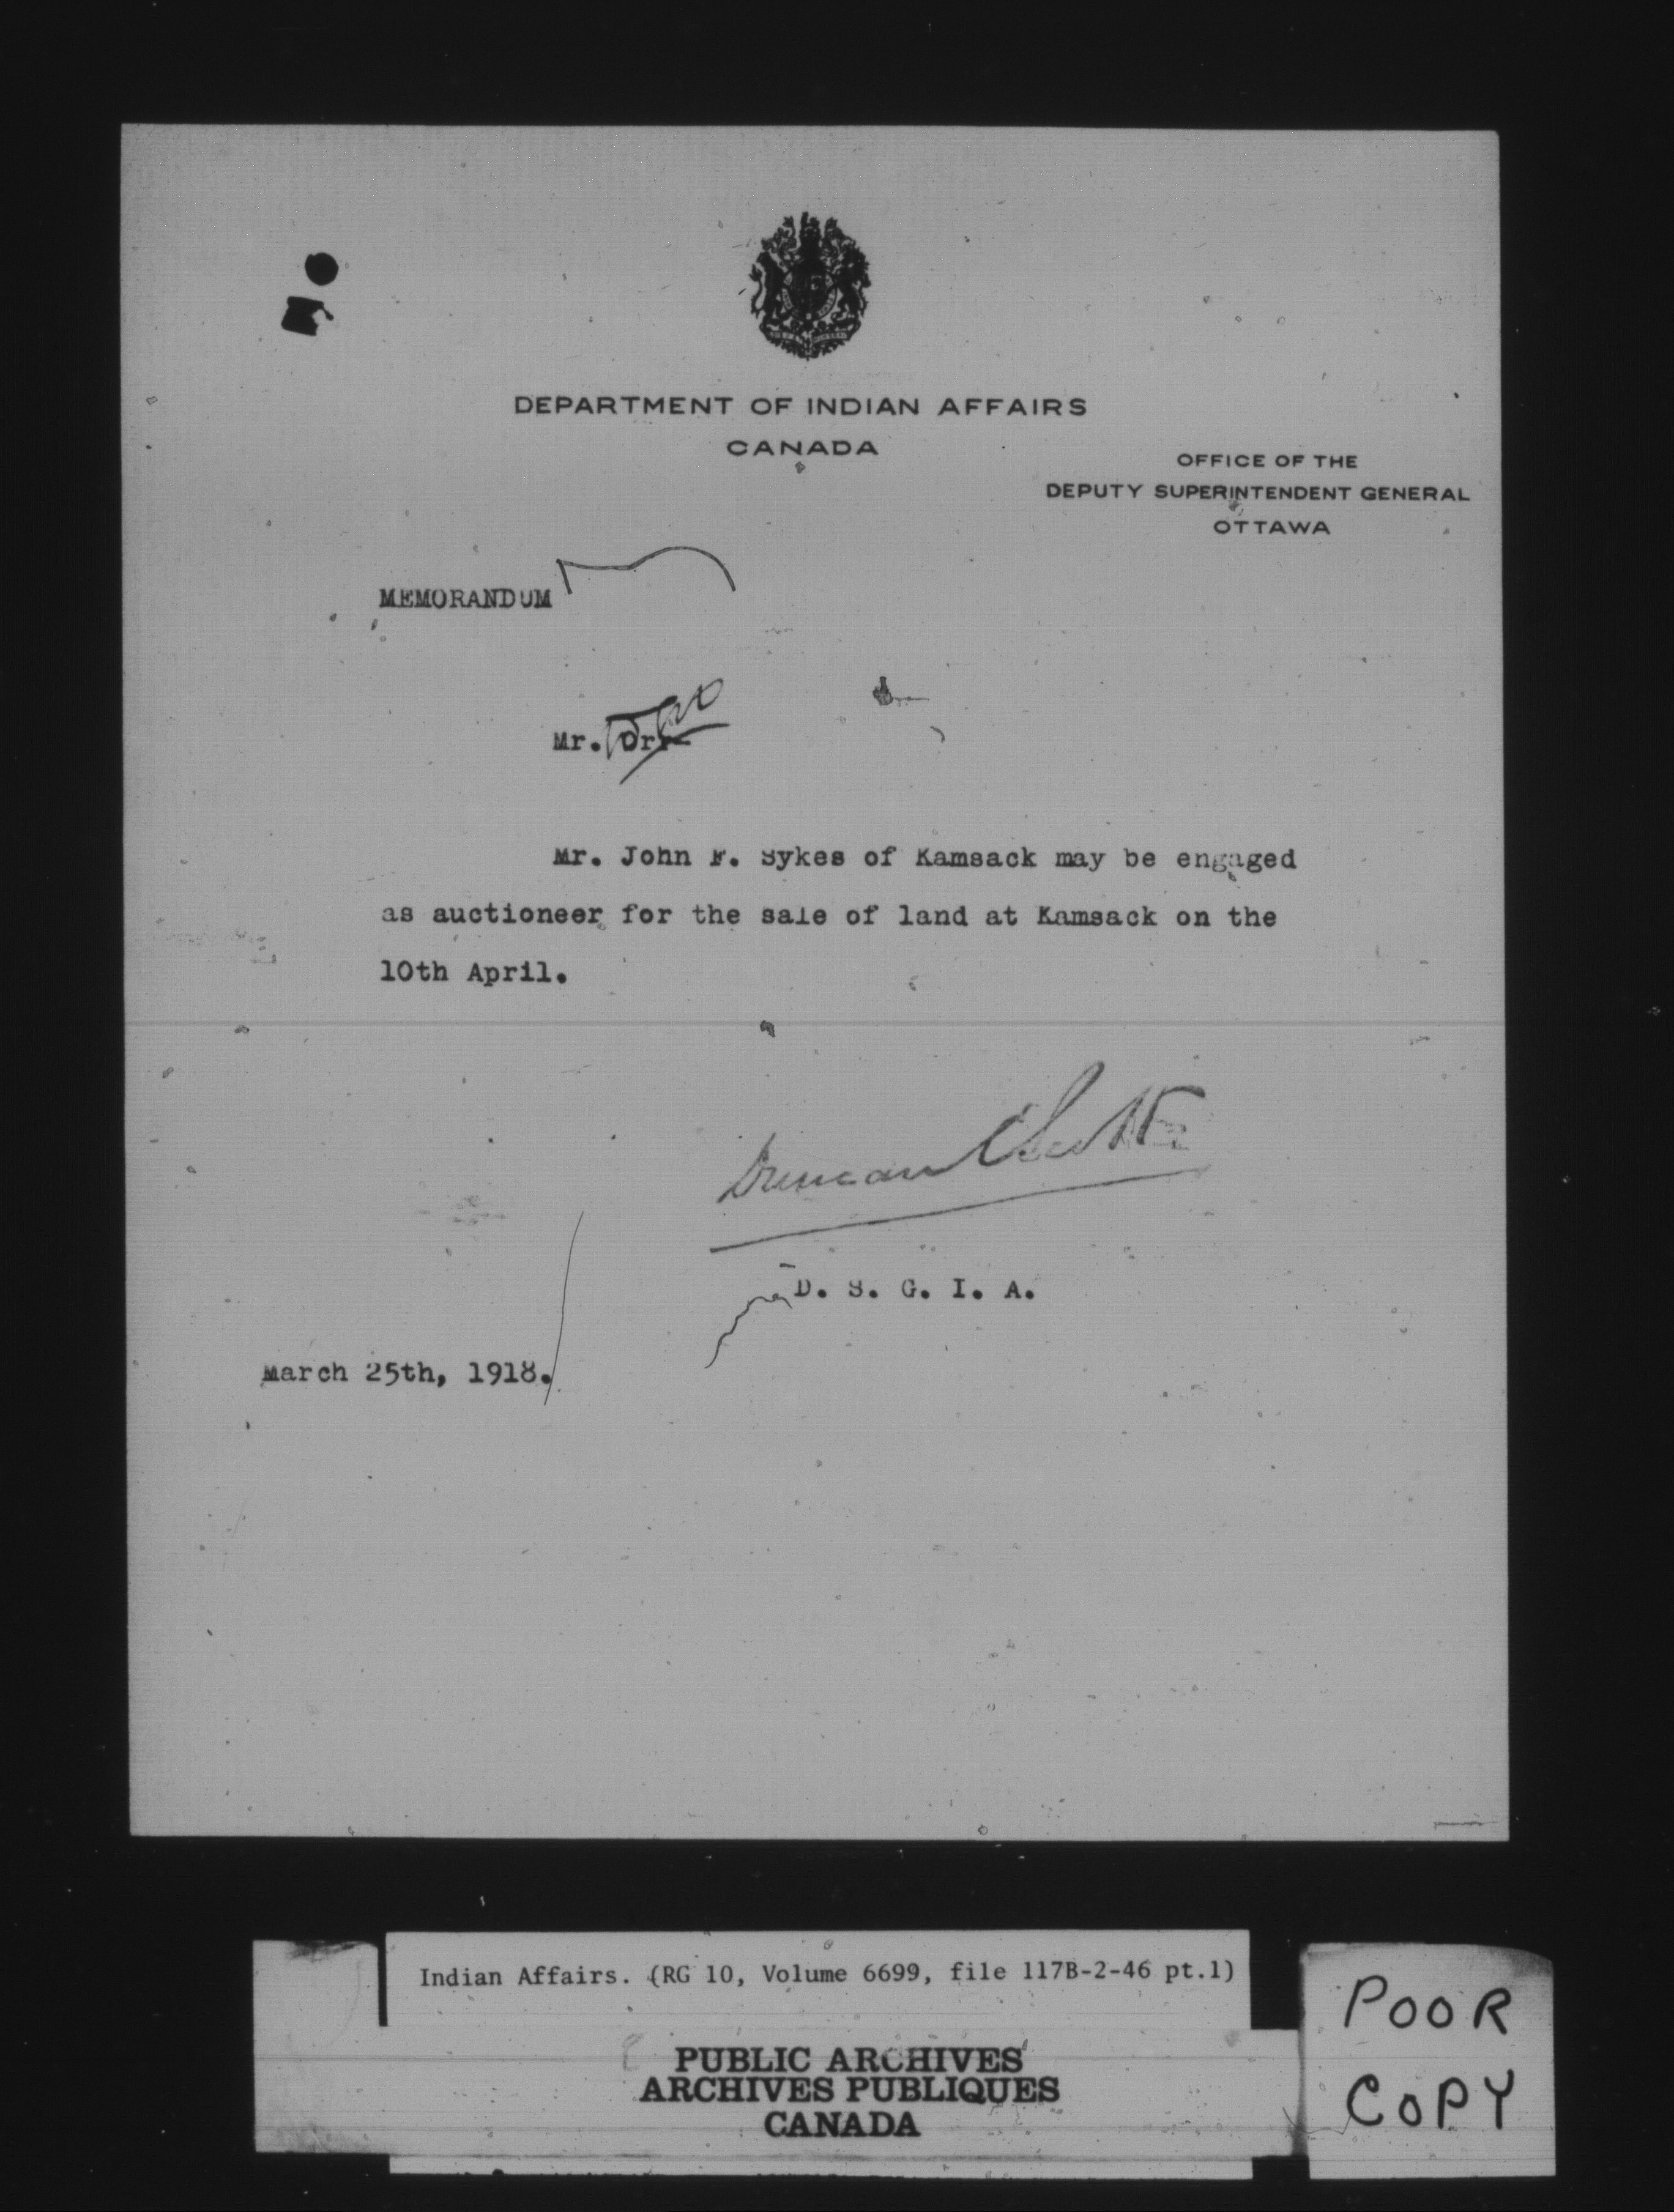 DEPARTMENT OF INDIAN AFFAIRS
CANADA
OFFICE OF THE
DEPUTY SUPERINTENDENT GENERAL
OTTAWA
MEMORANDUM
Mr. Orr
Mr. John F. Sykes of Kamsack may be engaged
as auctioneer for the sale of land at Kamsack on the
10th April.
Duncan C Scott
D. S. G. I. A.
March 25th, 1918.
Indian Affairs. (RG 10, Volume 6699, file 117B-2-46 pt.1)
PUBLIC ARCHIVES
ARCHIVES PUBLIQUES
CANADA
POOR
COPY